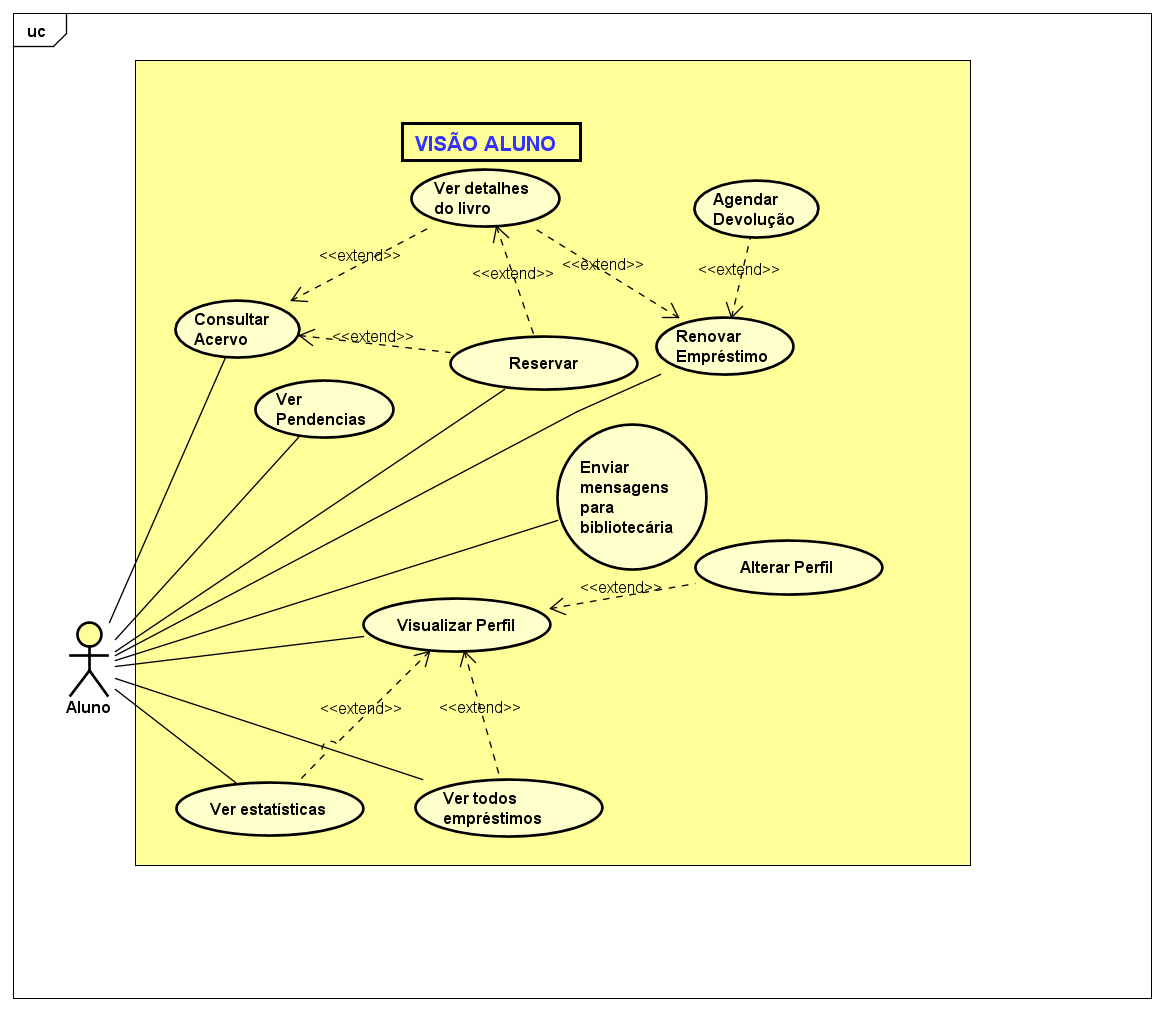 uc
VISÃO ALUNO
Ver detalhes
do livro
Agendar
Devolução
<<extend>>
<<extend>>
<<extend>>
<<extend>>
Consultar
Acervo
<<extend>>
Reservar
Renovar
Empréstimo
Ver
Pendencias
Enviar
mensagens
para
bibliotecária
Alterar Perfil
<<extend>>
Visualizar Perfil
Aluno
<<extend>>
<<extend>>
Ver estatísticas
Ver todos
empréstimos